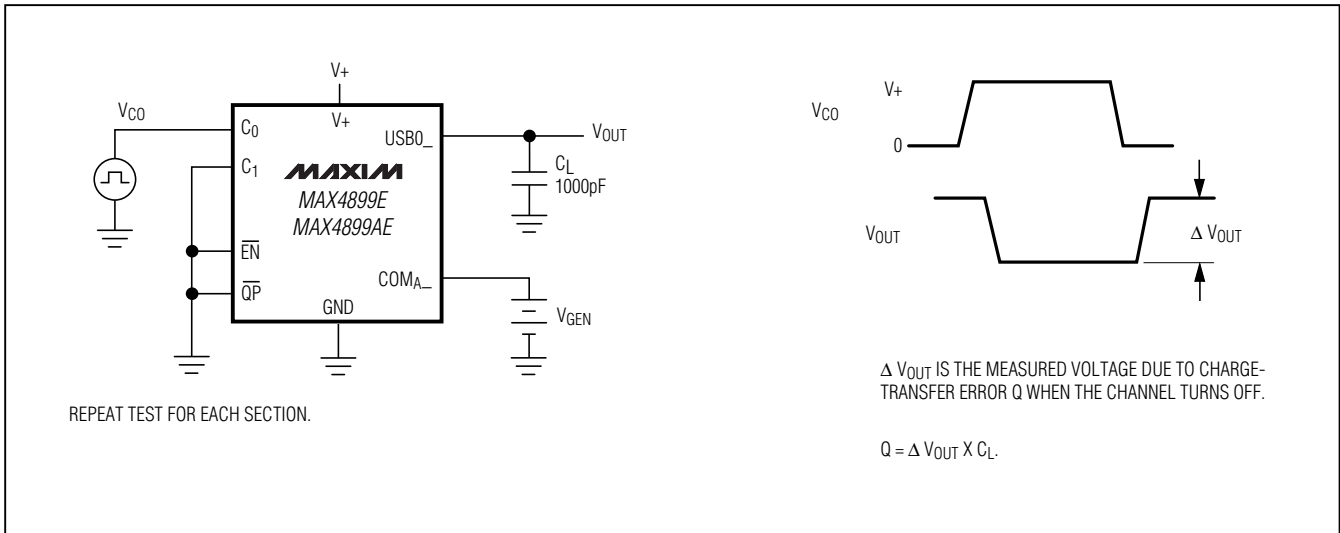 V+
V+
VCO
C0
C1
USB0_
VOUT
CL
1000pF
MAXIM
MAX4899E
MAX4899AE
EN
QP
COMA_
GND
VGEN
REPEAT TEST FOR EACH SECTION.
VCO
V+
0
VOUT
Δ VOUT
Δ VOUT IS THE MEASURED VOLTAGE DUE TO CHARGE-
TRANSFER ERROR Q WHEN THE CHANNEL TURNS OFF.
Q = Δ VOUT X CL.